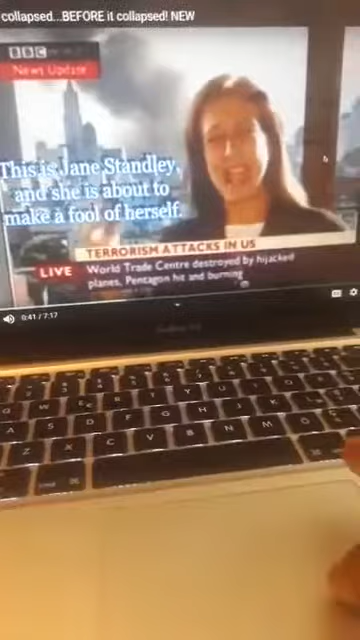 collapsed...BEFORE it collapsed! NEW
BBC
News Update
This is Jane Standley,
and she is about to
make a fool of herself.
TERRORISM ATTACKS IN US
LIVE
World Trade Centre destroyed by hijacked
planes, Pentagon hit and burning
0:41 / 7:17
Q W E R T Y U I O
A S D F G H J K L
Z X C V B N M